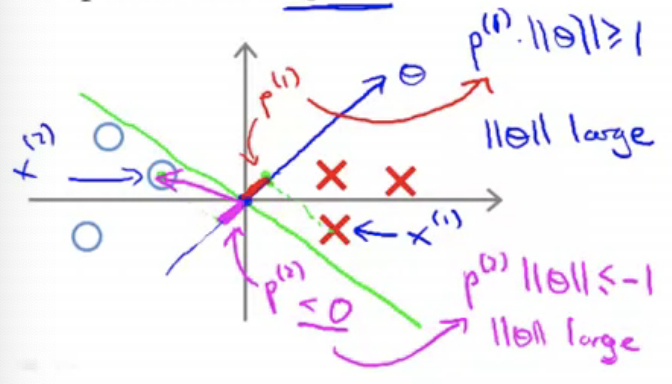 p^(1) · ||θ|| ≥ 1
θ
p^(1)
||θ|| large
x^(2)
x^(1)
p^(2) ||θ|| ≤ -1
p^(2) < 0
||θ|| large